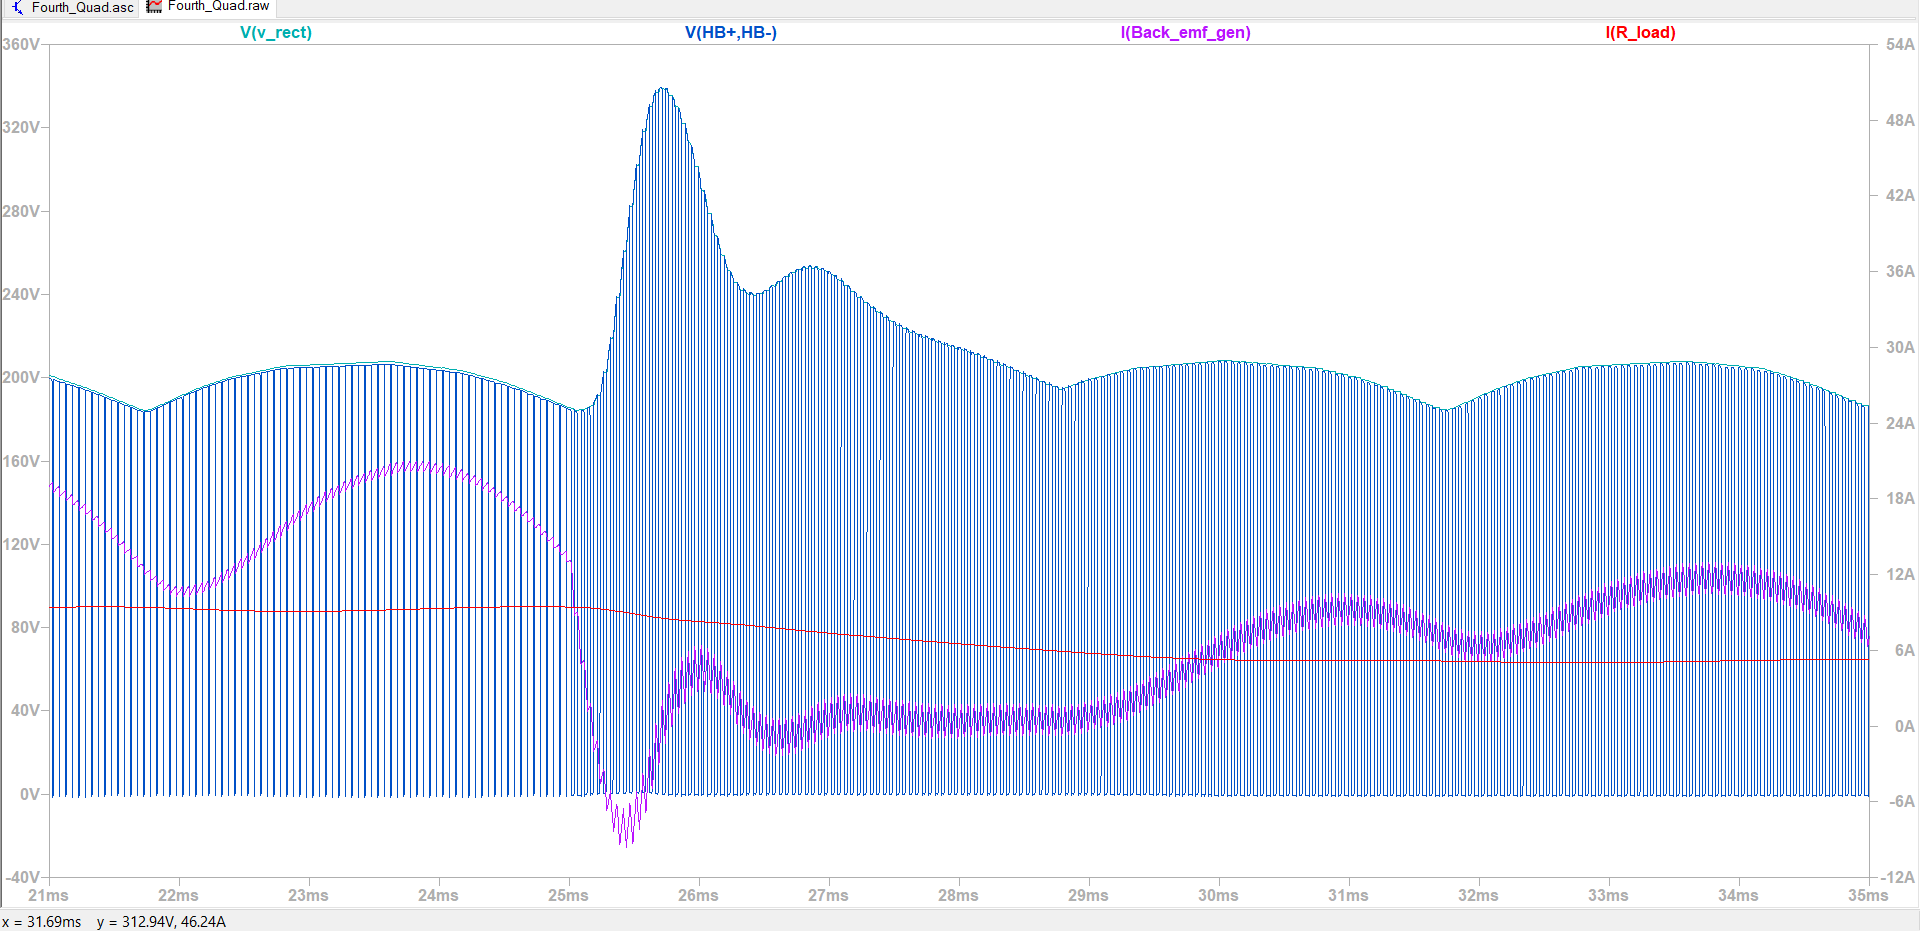 Fourth_Quad.asc Fourth_Quad.raw
V(v_rect) V(HB+,HB-) I(Back_emf_gen) I(R_load)
360V 54A
320V 48A
280V 42A
240V 36A
200V 30A
160V 24A
120V 18A
80V 12A
40V 6A
0V 0A
-40V -6A
-12A
21ms 22ms 23ms 24ms 25ms 26ms 27ms 28ms 29ms 30ms 31ms 32ms 33ms 34ms 35ms
x = 31.69ms y = 312.94V, 46.24A